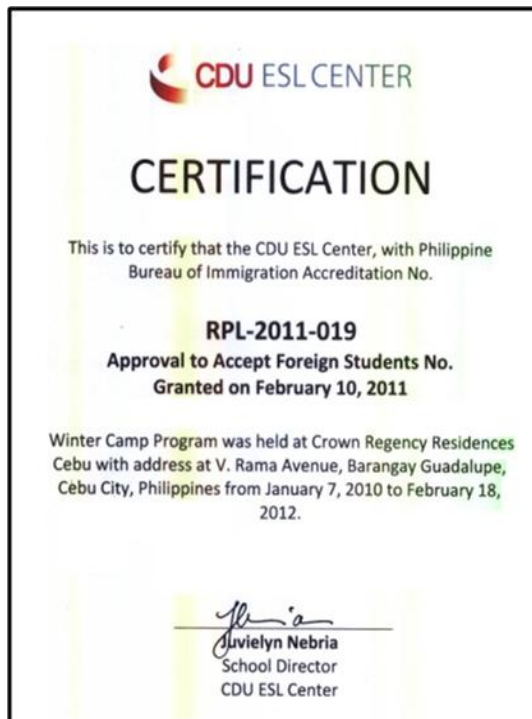 CDU ESL CENTER
CERTIFICATION
This is to certify that the CDU ESL Center, with Philippine
Bureau of Immigration Accreditation No.
RPL-2011-019
Approval to Accept Foreign Students No.
Granted on February 10, 2011
Winter Camp Program was held at Crown Regency Residences
Cebu with address at V. Rama Avenue, Barangay Guadalupe,
Cebu City, Philippines from January 7, 2010 to February 18,
2012.
Juvielyn Nebria
School Director
CDU ESL Center